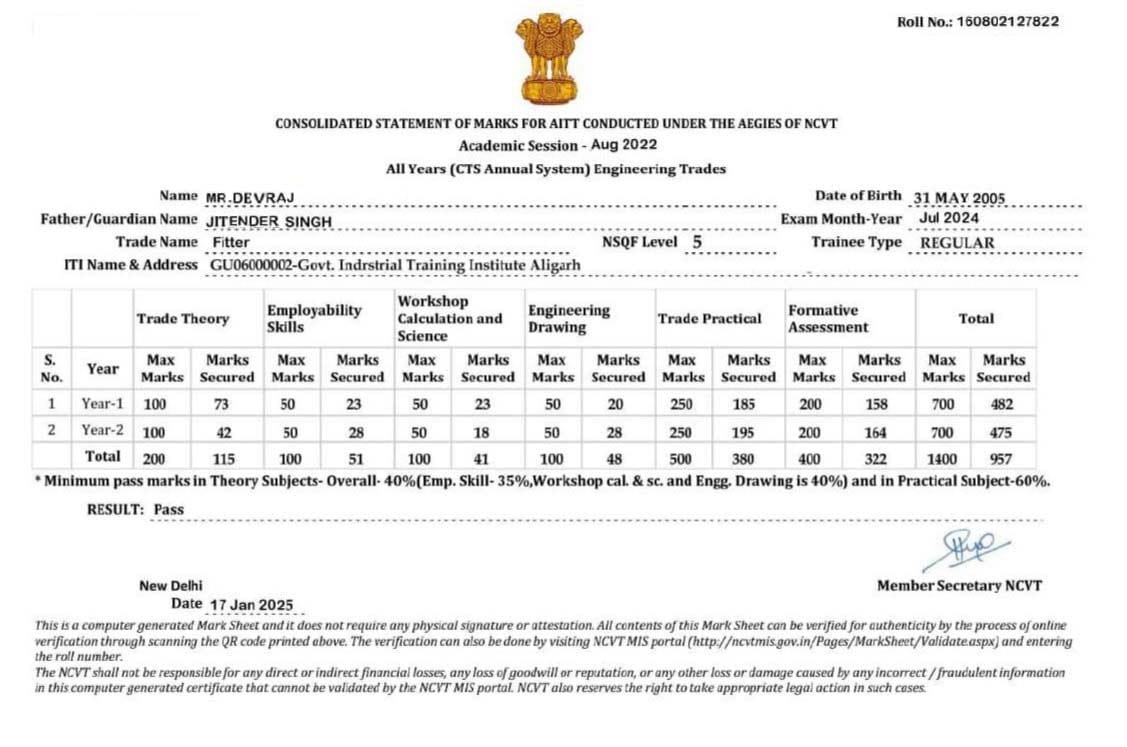 Roll No.: 160802127822
CONSOLIDATED STATEMENT OF MARKS FOR AITT CONDUCTED UNDER THE AEGIES OF NCVT
Academic Session - Aug 2022
All Years (CTS Annual System) Engineering Trades
Name MR.DEVRAJ Date of Birth 31 MAY 2005
Father/Guardian Name JITENDER SINGH Exam Month-Year Jul 2024
Trade Name Fitter NSQF Level 5 Trainee Type REGULAR
ITI Name & Address GU06000002-Govt. Indrstrial Training Institute Aligarh
Trade Theory Employability Skills Workshop Calculation and Science Engineering Drawing Trade Practical Formative Assessment Total
S. No. Year Max Marks Marks Secured Max Marks Marks Secured Max Marks Marks Secured Max Marks Marks Secured Max Marks Marks Secured Max Marks Marks Secured Max Marks Marks Secured
1 Year-1 100 73 50 23 50 23 50 20 250 185 200 158 700 482
2 Year-2 100 42 50 28 50 18 50 28 250 195 200 164 700 475
Total 200 115 100 51 100 41 100 48 500 380 400 322 1400 957
* Minimum pass marks in Theory Subjects- Overall- 40%(Emp. Skill- 35%,Workshop cal. & sc. and Engg. Drawing is 40%) and in Practical Subject-60%.
RESULT: Pass
New Delhi Member Secretary NCVT
Date 17 Jan 2025
This is a computer generated Mark Sheet and it does not require any physical signature or attestation. All contents of this Mark Sheet can be verified for authenticity by the process of online
verification through scanning the QR code printed above. The verification can also be done by visiting NCVT MIS portal (http://ncvtmis.gov.in/Pages/MarkSheet/Validate.aspx) and entering
the roll number.
The NCVT shall not be responsible for any direct or indirect financial losses, any loss of goodwill or reputation, or any other loss or damage caused by any incorrect / fraudulent information
in this computer generated certificate that cannot be validated by the NCVT MIS portal. NCVT also reserves the right to take appropriate legal action in such cases.